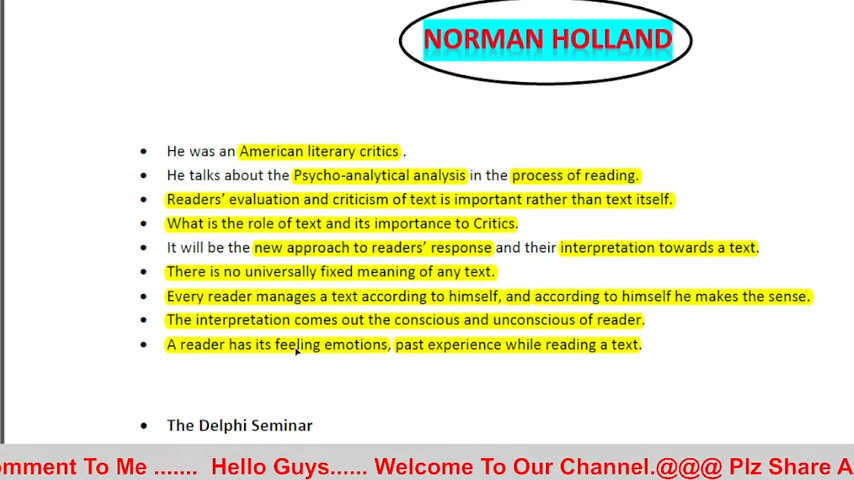 NORMAN HOLLAND
• He was an American literary critics .
• He talks about the Psycho-analytical analysis in the process of reading.
• Readers’ evaluation and criticism of text is important rather than text itself.
• What is the role of text and its importance to Critics.
• It will be the new approach to readers’ response and their interpretation towards a text.
• There is no universally fixed meaning of any text.
• Every reader manages a text according to himself, and according to himself he makes the sense.
• The interpretation comes out the conscious and unconscious of reader.
• A reader has its feeling emotions, past experience while reading a text.
• The Delphi Seminar
omment To Me ....... Hello Guys...... Welcome To Our Channel.@@@ Plz Share A